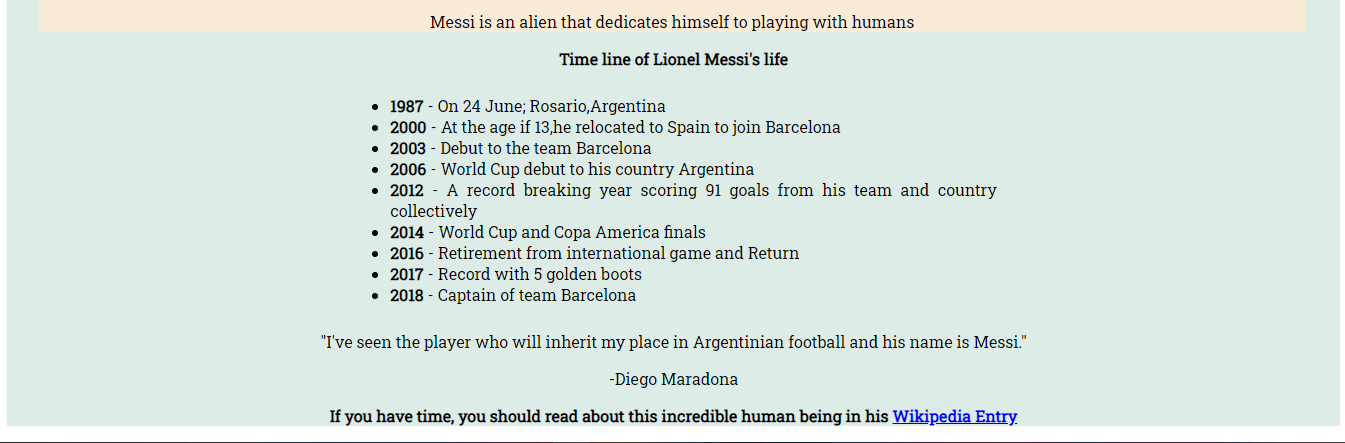 Messi is an alien that dedicates himself to playing with humans
Time line of Lionel Messi's life
1987 - On 24 June; Rosario,Argentina
2000 - At the age if 13,he relocated to Spain to join Barcelona
2003 - Debut to the team Barcelona
2006 - World Cup debut to his country Argentina
2012 - A record breaking year scoring 91 goals from his team and country
collectively
2014 - World Cup and Copa America finals
2016 - Retirement from international game and Return
2017 - Record with 5 golden boots
2018 - Captain of team Barcelona
"I've seen the player who will inherit my place in Argentinian football and his name is Messi."
-Diego Maradona
If you have time, you should read about this incredible human being in his Wikipedia Entry